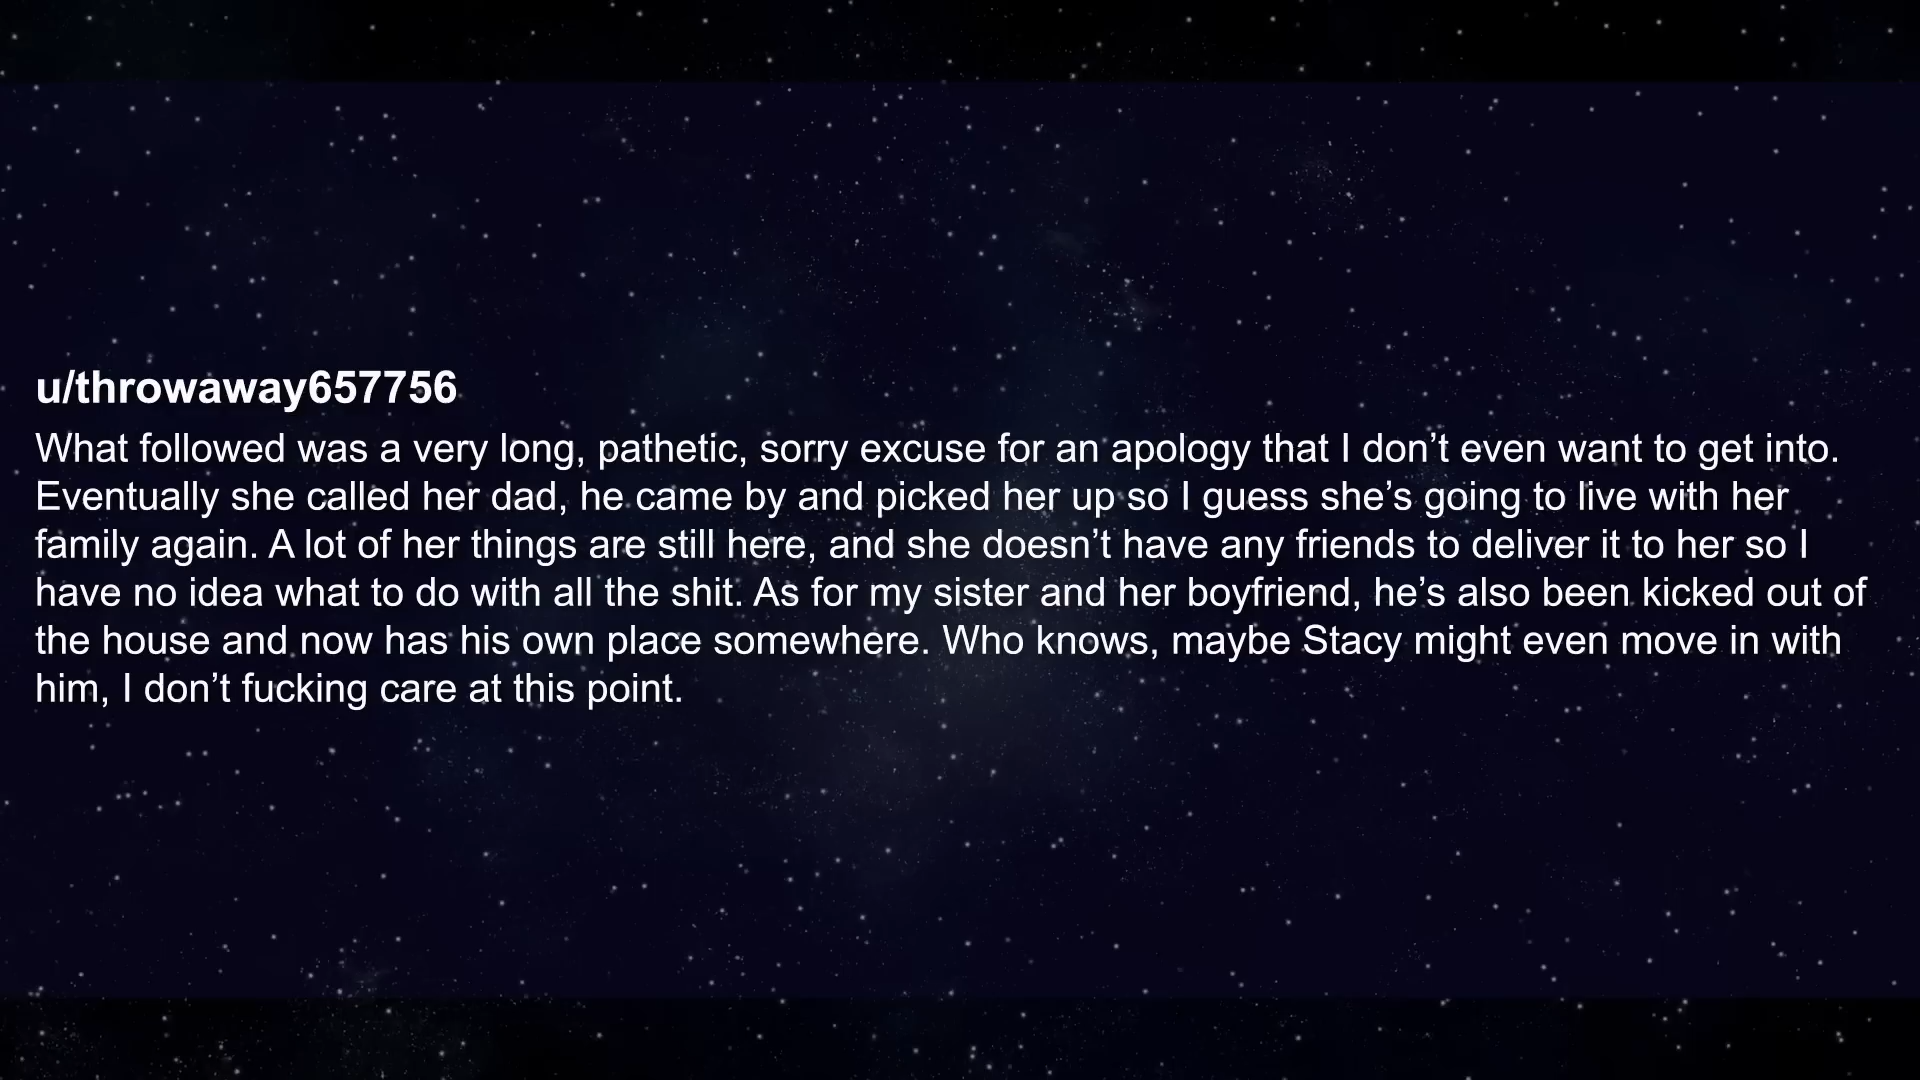 u/throwaway657756
What followed was a very long, pathetic, sorry excuse for an apology that I don’t even want to get into.
Eventually she called her dad, he came by and picked her up so I guess she’s going to live with her
family again. A lot of her things are still here, and she doesn’t have any friends to deliver it to her so I
have no idea what to do with all the shit. As for my sister and her boyfriend, he’s also been kicked out of
the house and now has his own place somewhere. Who knows, maybe Stacy might even move in with
him, I don’t fucking care at this point.